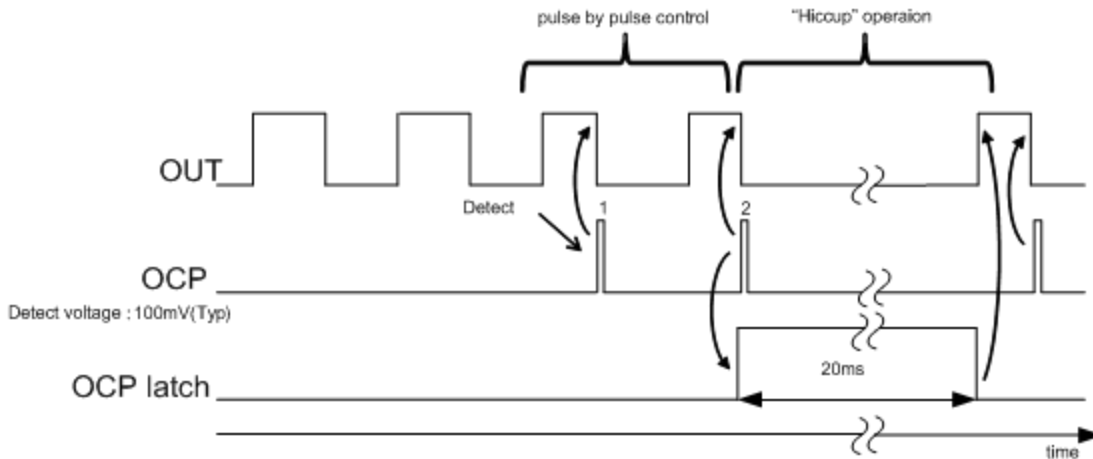 pulse by pulse control
“Hiccup” operaion
OUT
Detect
1
2
OCP
Detect voltage : 100mV(Typ)
20ms
OCP latch
time